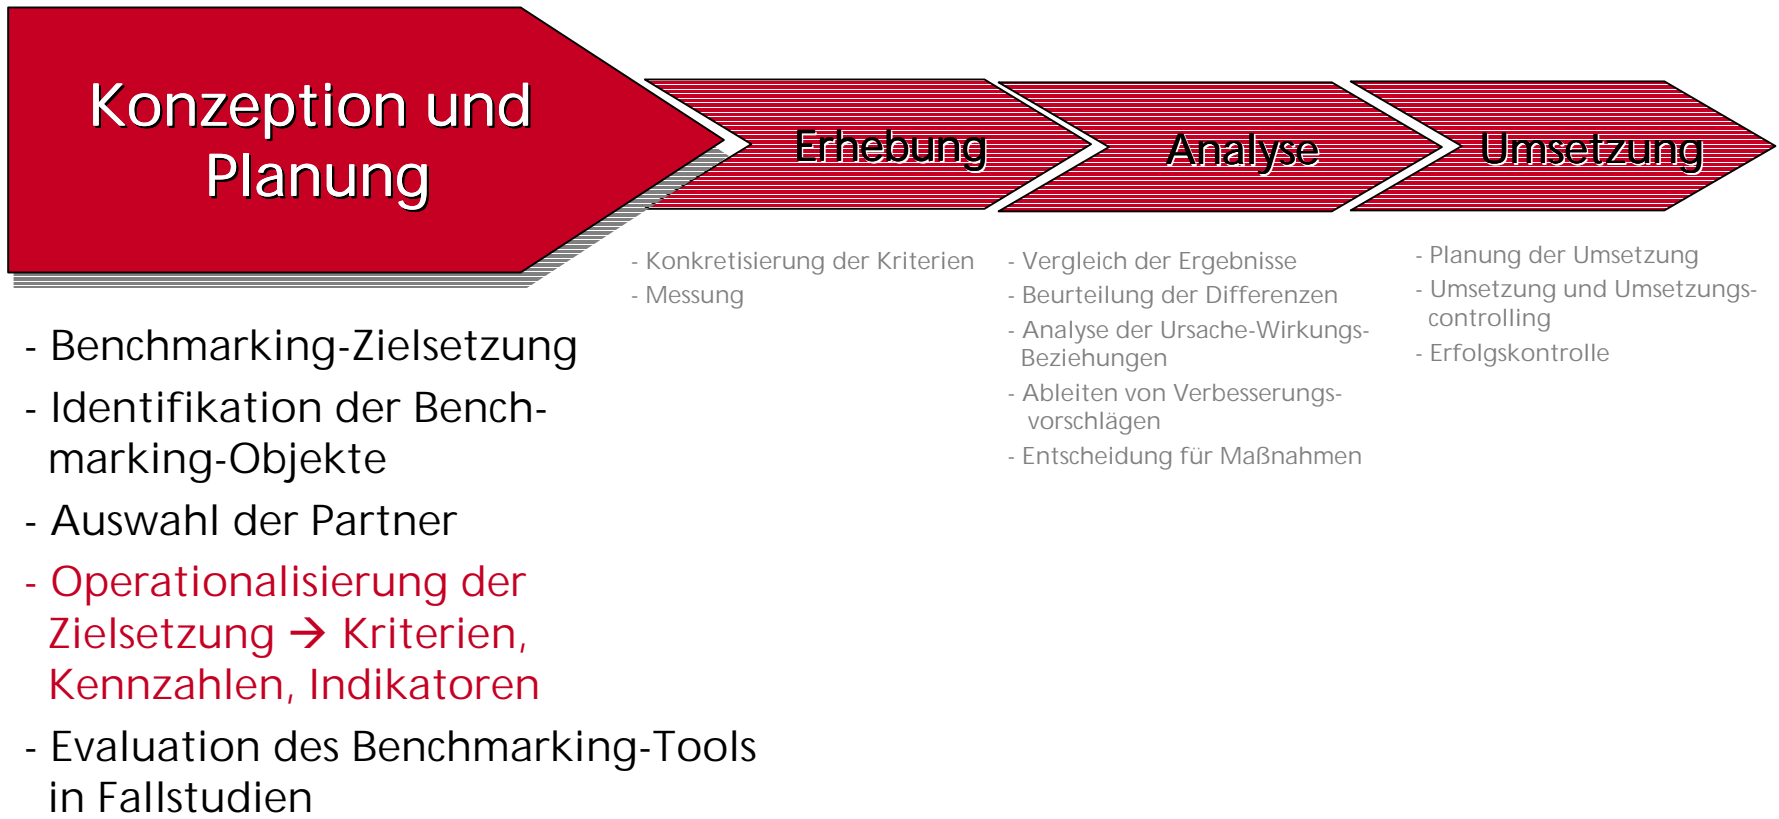 Konzeption und
Planung
Erhebung
Analyse
Umsetzung
- Benchmarking-Zielsetzung
- Identifikation der Bench-
marking-Objekte
- Auswahl der Partner
- Operationalisierung der
Zielsetzung → Kriterien,
Kennzahlen, Indikatoren
- Evaluation des Benchmarking-Tools
in Fallstudien
- Konkretisierung der Kriterien
- Messung
- Vergleich der Ergebnisse
- Beurteilung der Differenzen
- Analyse der Ursache-Wirkungs-
Beziehungen
- Ableiten von Verbesserungs-
vorschlägen
- Entscheidung für Maßnahmen
- Planung der Umsetzung
- Umsetzung und Umsetzungs-
controlling
- Erfolgskontrolle